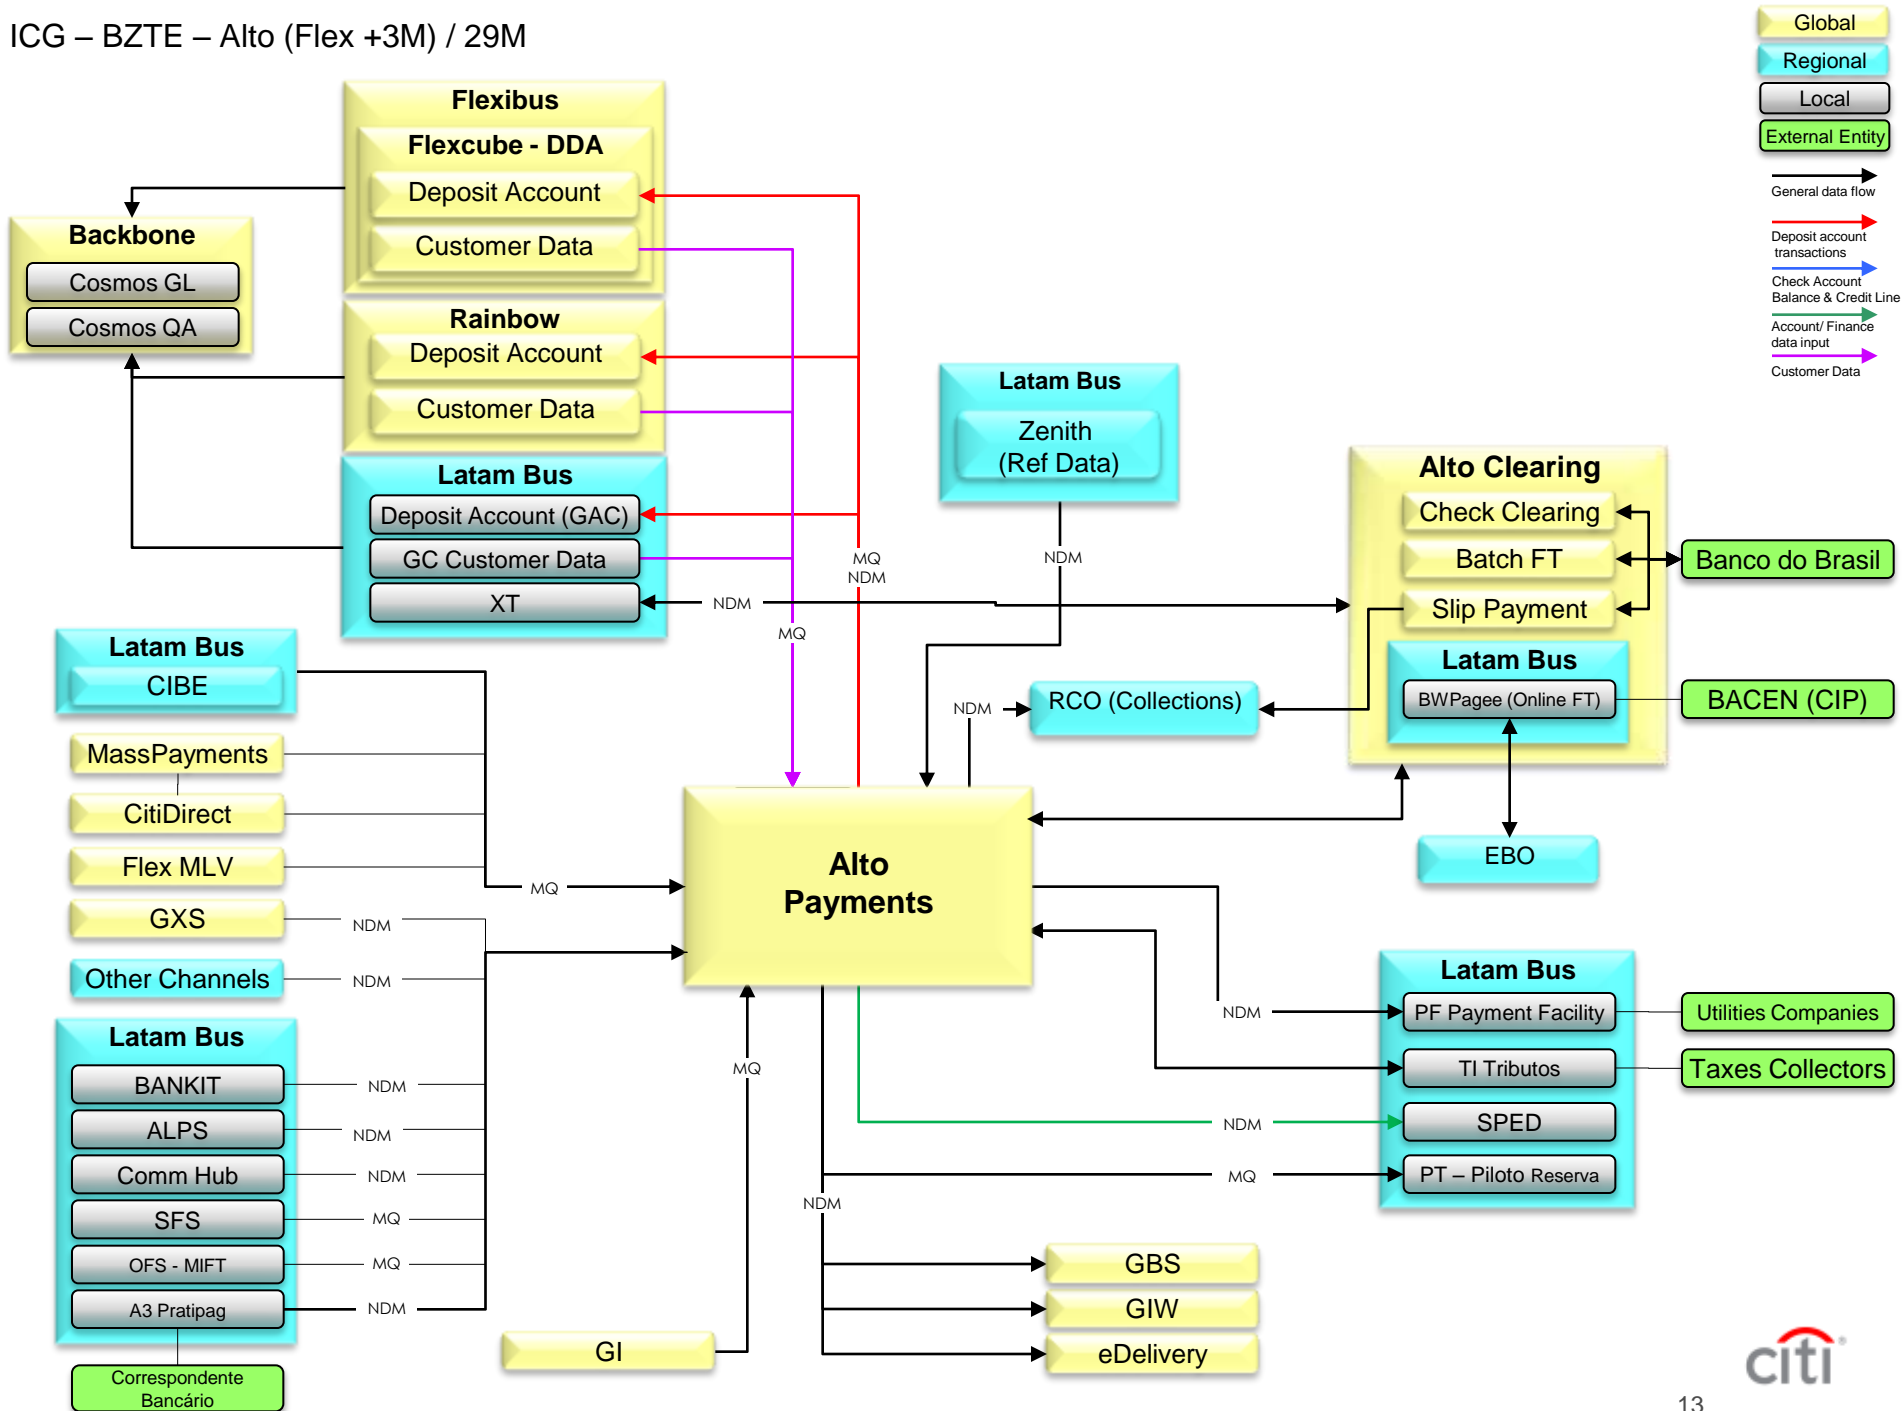 ICG – BZTE – Alto (Flex +3M) / 29M
Global
Regional
Local
External Entity
General data flow
Deposit account
transactions
Check Account
Balance & Credit Line
Account/ Finance
data input
Customer Data
Flexibus
Flexcube - DDA
Deposit Account
Customer Data
Backbone
Cosmos GL
Cosmos QA
Rainbow
Deposit Account
Customer Data
Latam Bus
Deposit Account (GAC)
GC Customer Data
XT
NDM
MQ
NDM
MQ
Latam Bus
Zenith
(Ref Data)
NDM
Alto Clearing
Check Clearing
Batch FT
Slip Payment
Latam Bus
BWPagee (Online FT)
Banco do Brasil
BACEN (CIP)
NDM
RCO (Collections)
EBO
Latam Bus
CIBE
MassPayments
CitiDirect
Flex MLV
MQ
GXS
NDM
Other Channels
NDM
Alto
Payments
Latam Bus
BANKIT
NDM
ALPS
NDM
Comm Hub
NDM
SFS
MQ
OFS - MIFT
MQ
A3 Pratipag
NDM
Correspondente
Bancário
GI
MQ
NDM
Latam Bus
NDM
PF Payment Facility
Utilities Companies
TI Tributos
Taxes Collectors
NDM
SPED
MQ
PT – Piloto Reserva
GBS
GIW
eDelivery
citi®
13